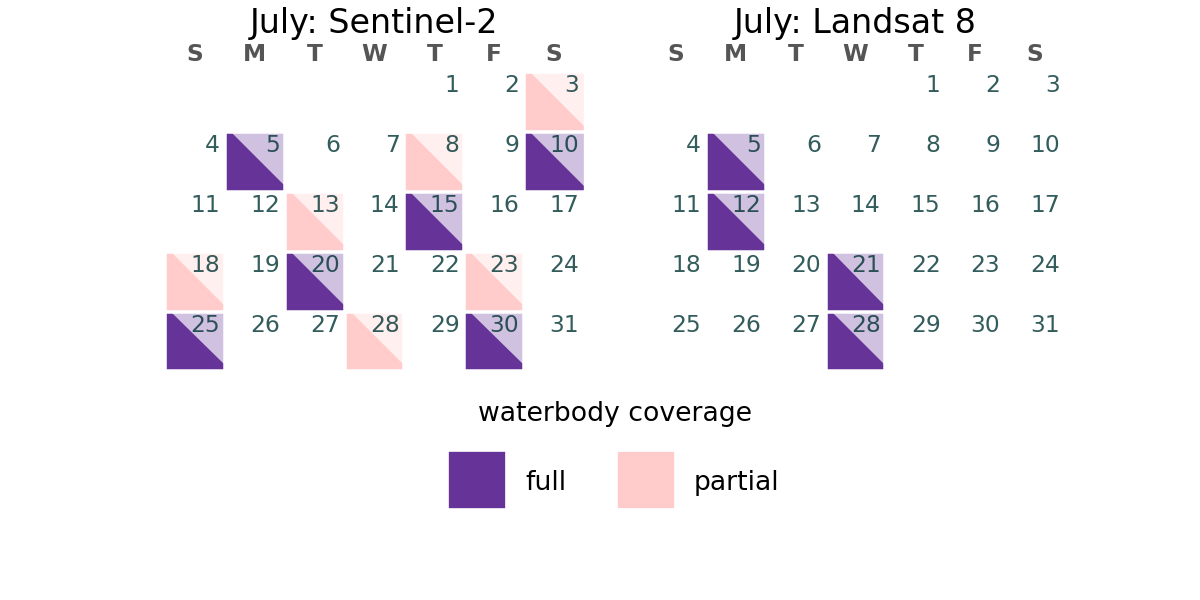 July: Sentinel-2
S M T W T F S
1 2 3
4 5 6 7 8 9 10
11 12 13 14 15 16 17
18 19 20 21 22 23 24
25 26 27 28 29 30 31
July: Landsat 8
S M T W T F S
1 2 3
4 5 6 7 8 9 10
11 12 13 14 15 16 17
18 19 20 21 22 23 24
25 26 27 28 29 30 31
waterbody coverage
full
partial